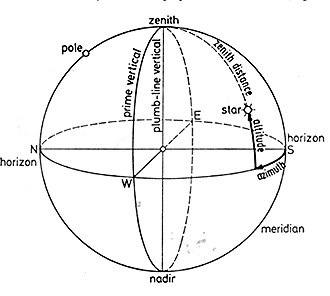 zenith
pole
prime vertical
plumb-line vertical
zenith distance
star
altitude
E
N
horizon
S
horizon
azimuth
W
meridian
nadir